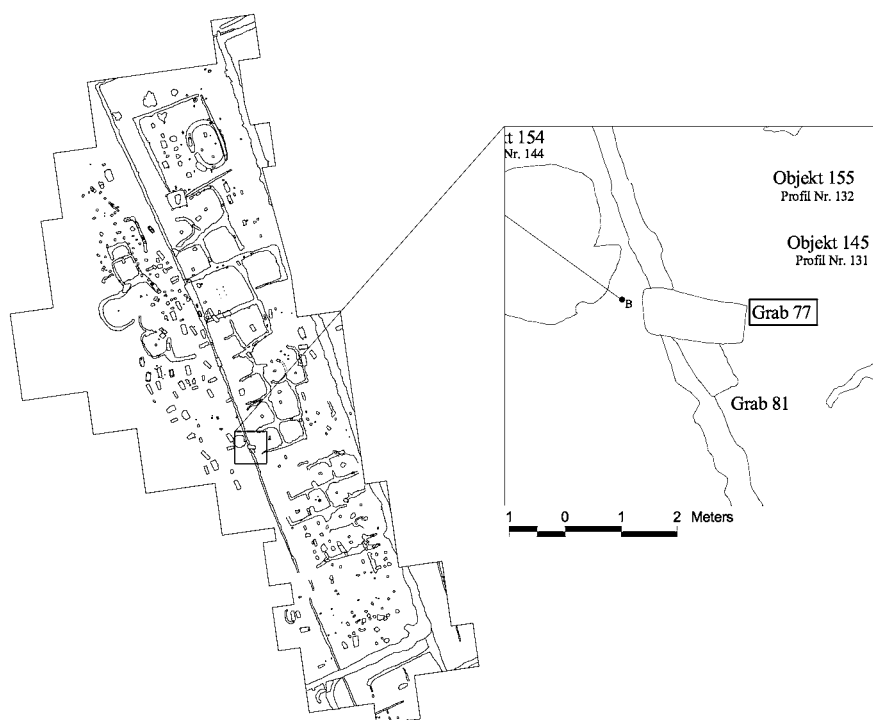 kt 154
Nr. 144
Objekt 155
Profil Nr. 132
Objekt 145
Profil Nr. 131
B
Grab 77
Grab 81
1 0 1 2 Meters